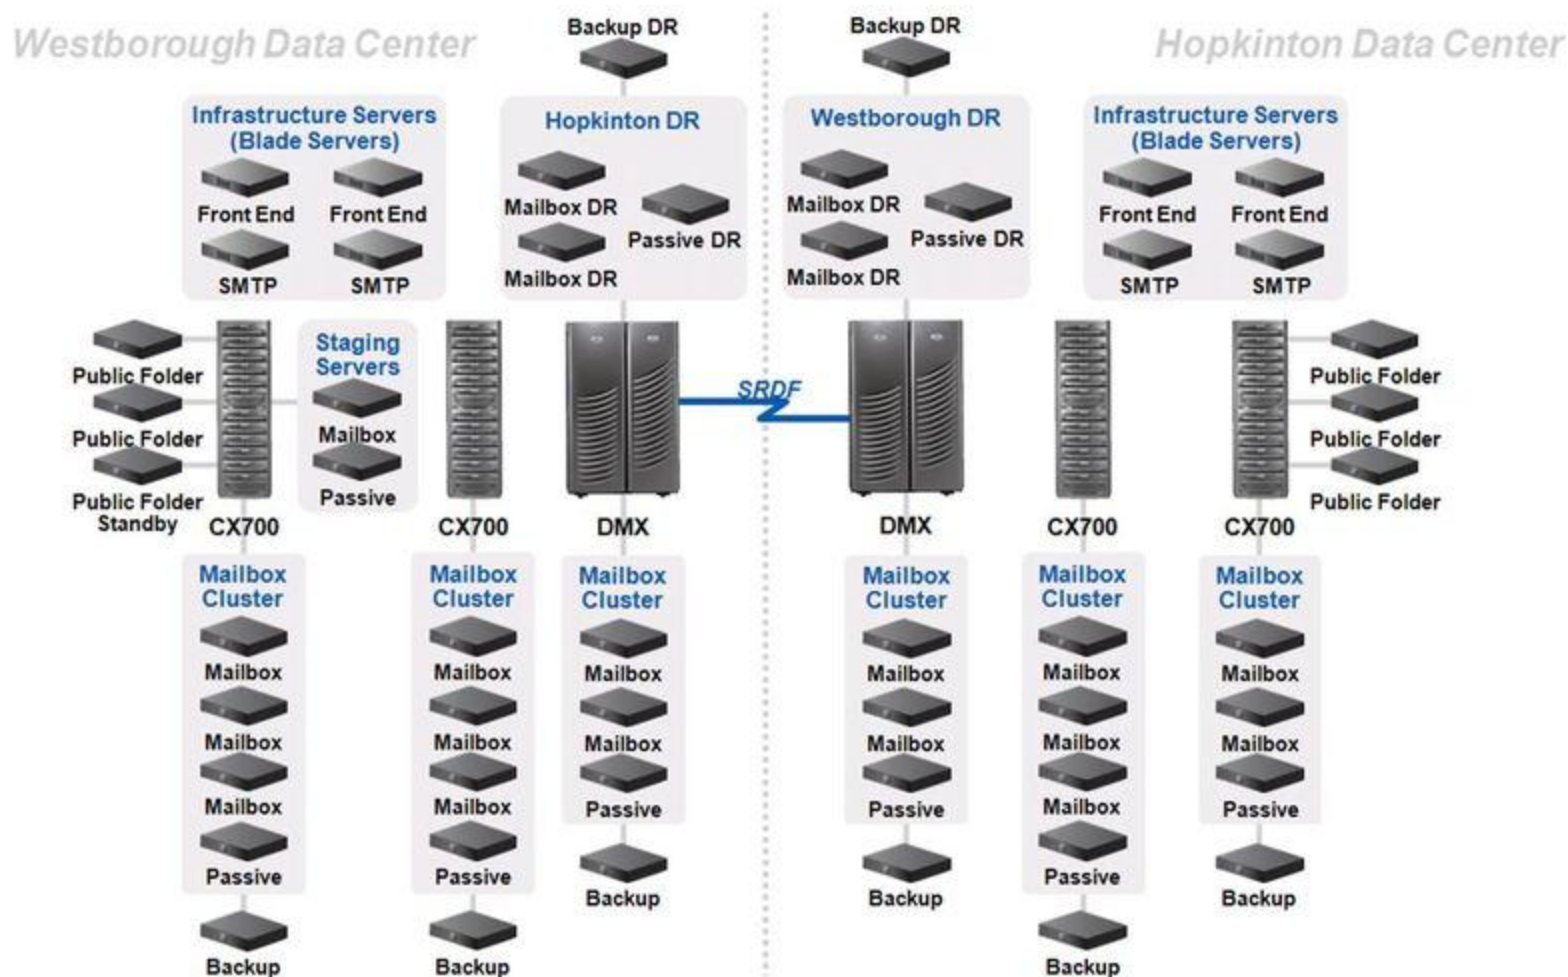 Westborough Data Center
Hopkinton Data Center
Backup DR
Backup DR
Infrastructure Servers
(Blade Servers)
Front End
Front End
SMTP
SMTP
Hopkinton DR
Mailbox DR
Passive DR
Mailbox DR
Westborough DR
Mailbox DR
Passive DR
Mailbox DR
Infrastructure Servers
(Blade Servers)
Front End
Front End
SMTP
SMTP
Public Folder
Public Folder
Public Folder
Standby
CX700
Staging
Servers
Mailbox
Passive
CX700
DMX
SRDF
DMX
CX700
CX700
Public Folder
Public Folder
Public Folder
Mailbox
Cluster
Mailbox
Mailbox
Mailbox
Passive
Backup
Mailbox
Cluster
Mailbox
Mailbox
Mailbox
Passive
Backup
Mailbox
Cluster
Mailbox
Mailbox
Passive
Backup
Mailbox
Cluster
Mailbox
Mailbox
Passive
Backup
Mailbox
Cluster
Mailbox
Mailbox
Mailbox
Passive
Backup
Mailbox
Cluster
Mailbox
Mailbox
Passive
Backup